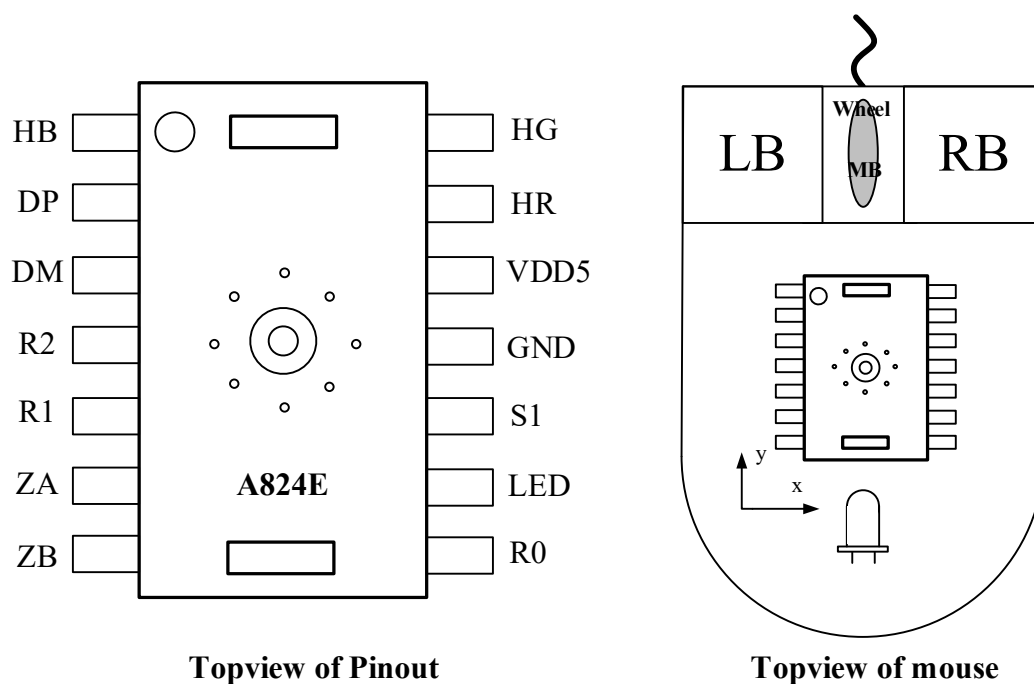 HB HG
DP HR
DM VDD5
R2 GND
R1 S1
ZA A824E LED
ZB R0
Topview of Pinout
Wheel
LB MB RB
y
x
Topview of mouse